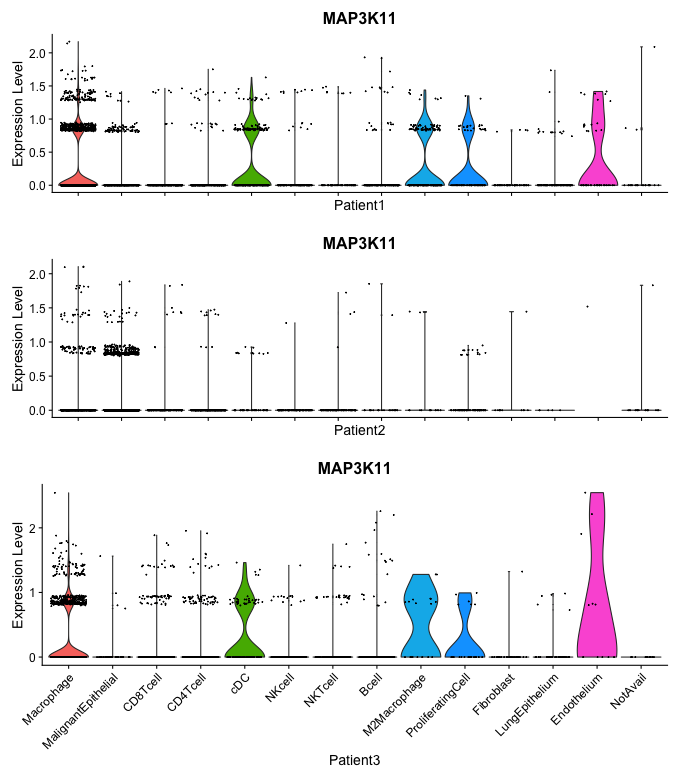 MAP3K11
Expression Level
2.0
1.5
1.0
0.5
0.0
Patient1
MAP3K11
Expression Level
2.0
1.5
1.0
0.5
0.0
Patient2
MAP3K11
Expression Level
2
1
0
Macrophage
MalignantEpithelial
CD8Tcell
CD4Tcell
cDC
NKcell
NKTcell
Bcell
M2Macrophage
ProliferatingCell
Fibroblast
LungEpithelium
Endothelium
NotAvail
Patient3